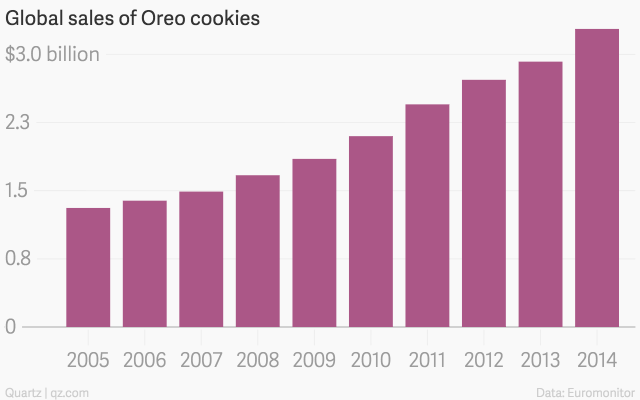 Global sales of Oreo cookies
$3.0 billion
2.3
1.5
0.8
0
2005 2006 2007 2008 2009 2010 2011 2012 2013 2014
Quartz | qz.com Data: Euromonitor